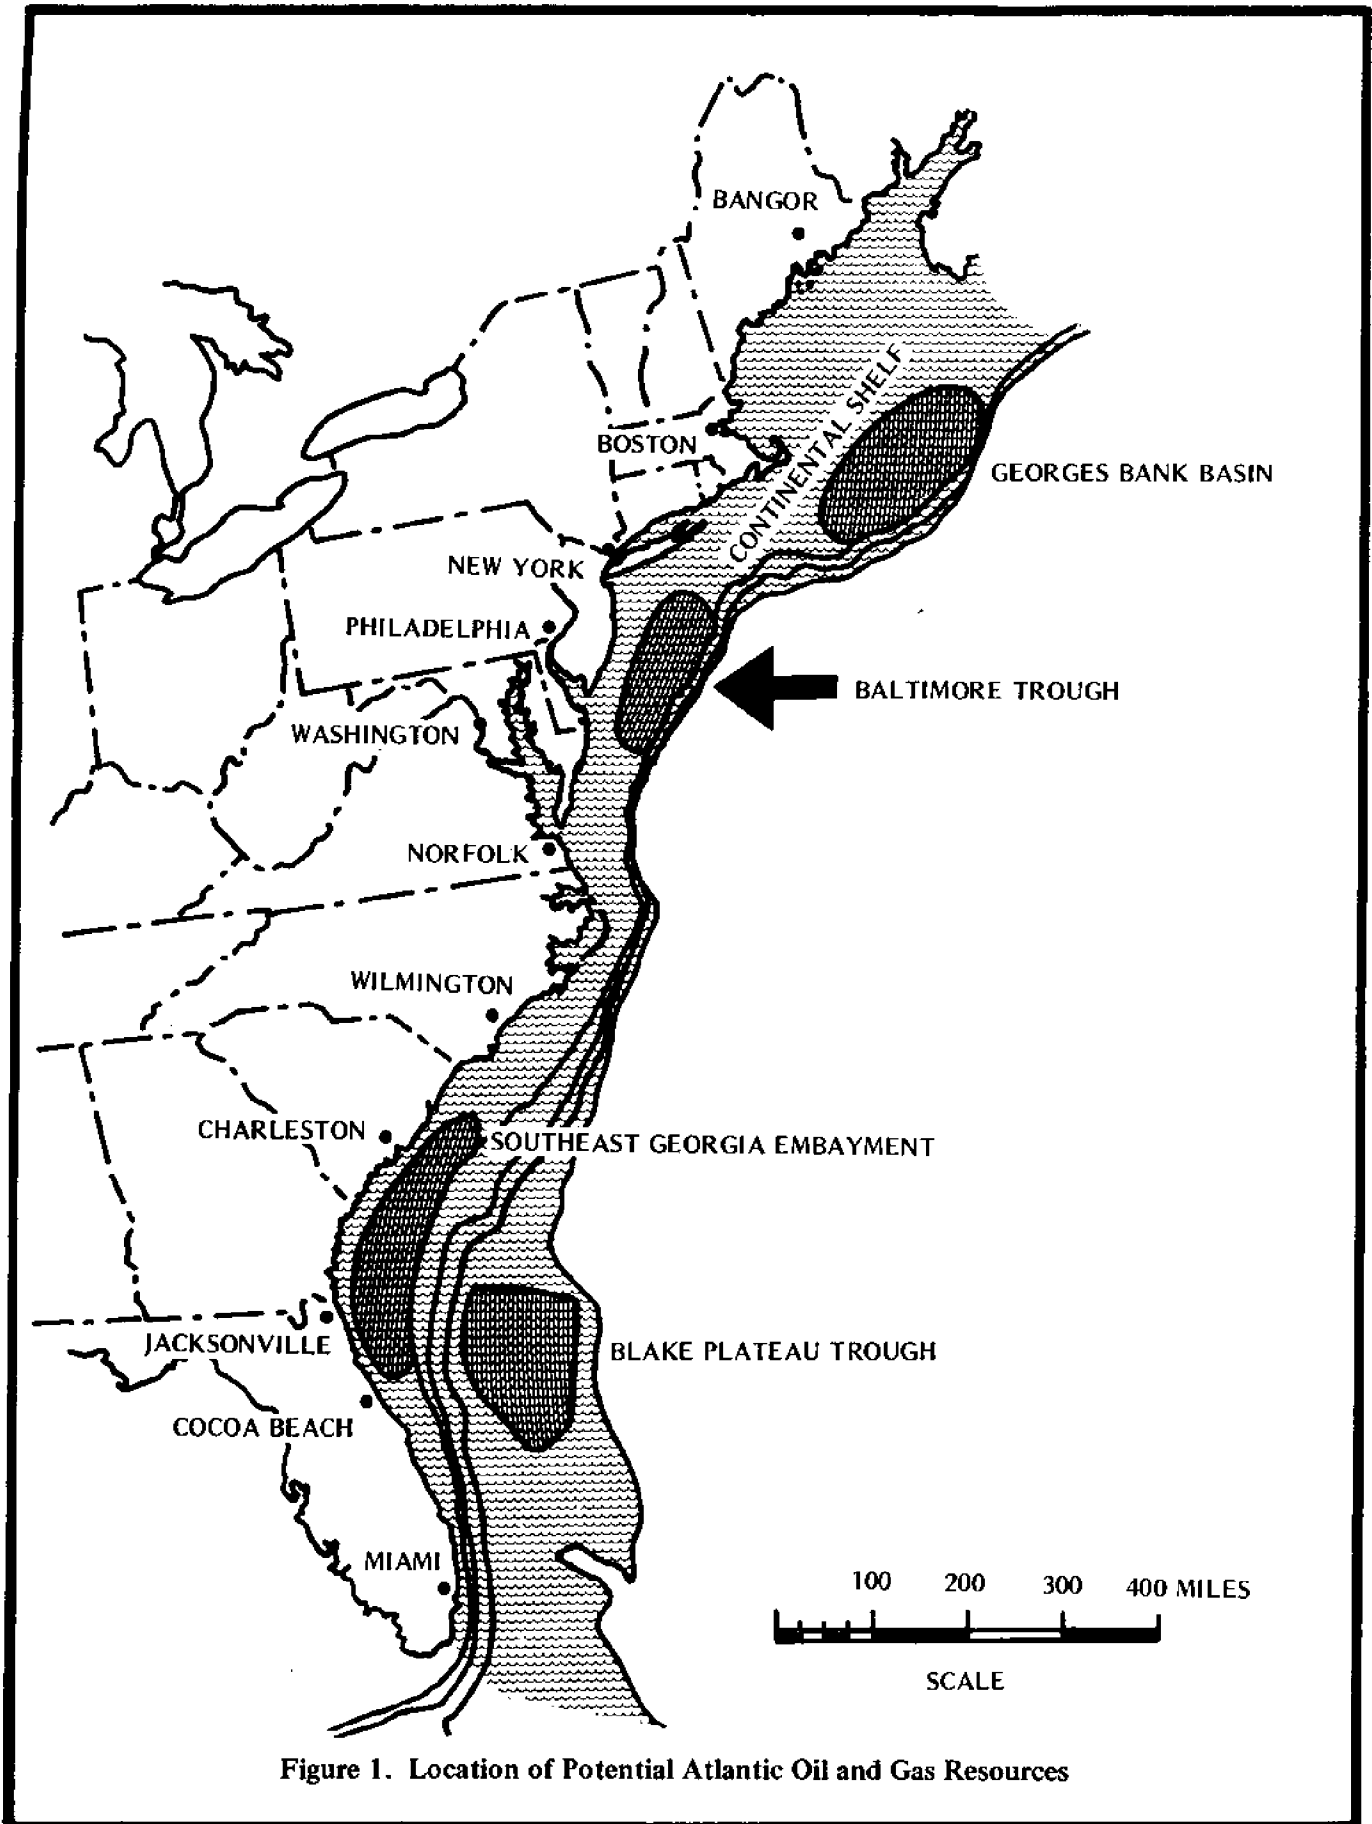 BANGOR
CONTINENTAL SHELF
BOSTON
GEORGES BANK BASIN
NEW YORK
PHILADELPHIA
BALTIMORE TROUGH
WASHINGTON
NORFOLK
WILMINGTON
CHARLESTON
SOUTHEAST GEORGIA EMBAYMENT
JACKSONVILLE
BLAKE PLATEAU TROUGH
COCOA BEACH
MIAMI
100 200 300 400 MILES
SCALE
Figure 1. Location of Potential Atlantic Oil and Gas Resources